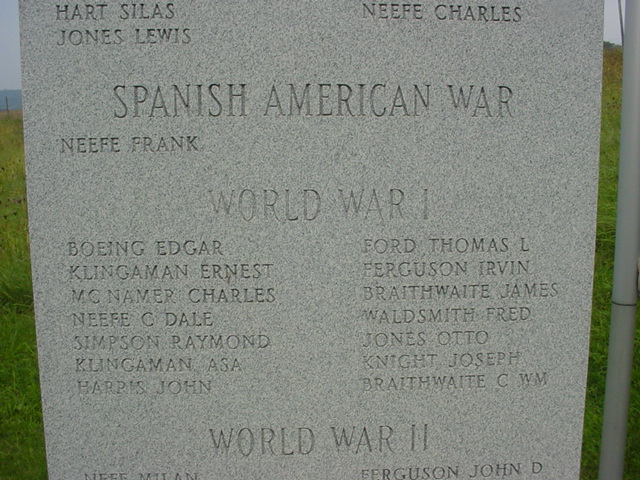 HART SILAS NEEFE CHARLES
JONES LEWIS
SPANISH AMERICAN WAR
NEEFE FRANK
WORLD WAR I
BOEING EDGAR FORD THOMAS L
KLINGAMAN ERNEST FERGUSON IRVIN
MC NAMER CHARLES BRAITHWAITE JAMES
NEEFE C DALE WALDSMITH FRED
SIMPSON RAYMOND JONES OTTO
KLINGAMAN ASA KNIGHT JOSEPH
HARRIS JOHN BRAITHWAITE C WM
WORLD WAR II
NEFF MILAN FERGUSON JOHN D